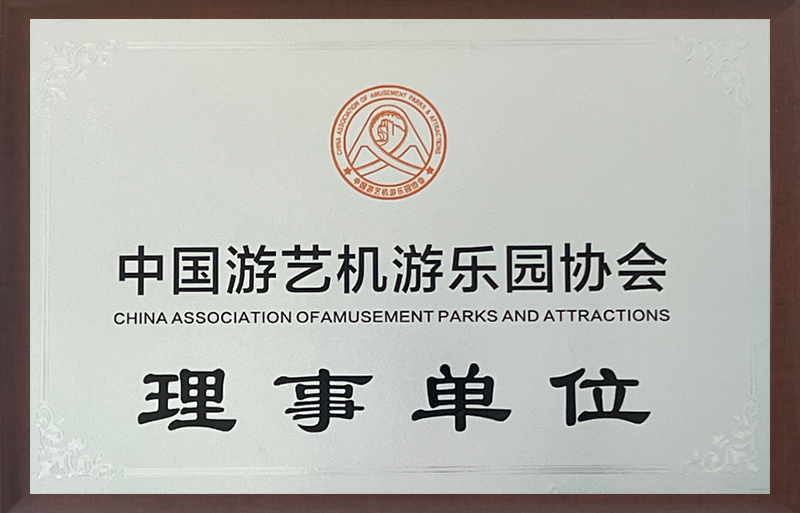 CHINA ASSOCIATION OF AMUSEMENT PARKS & ATTRACTIONS
中国游艺机游乐园协会
中国游艺机游乐园协会
CHINA ASSOCIATION OFAMUSEMENT PARKS AND ATTRACTIONS
理事单位